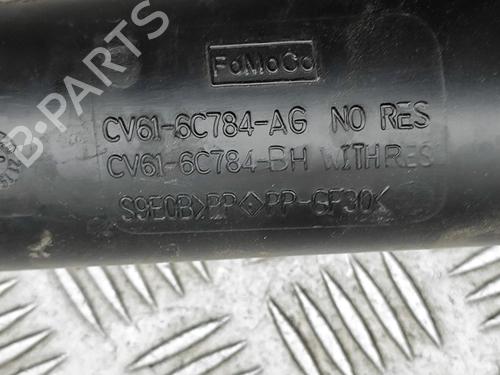 FoMoCo
CV61-6C784-AG NO RES
CV61-6C784-BH WITH RES
S9E0B>PP<>PP-GF30<
B-PARTS